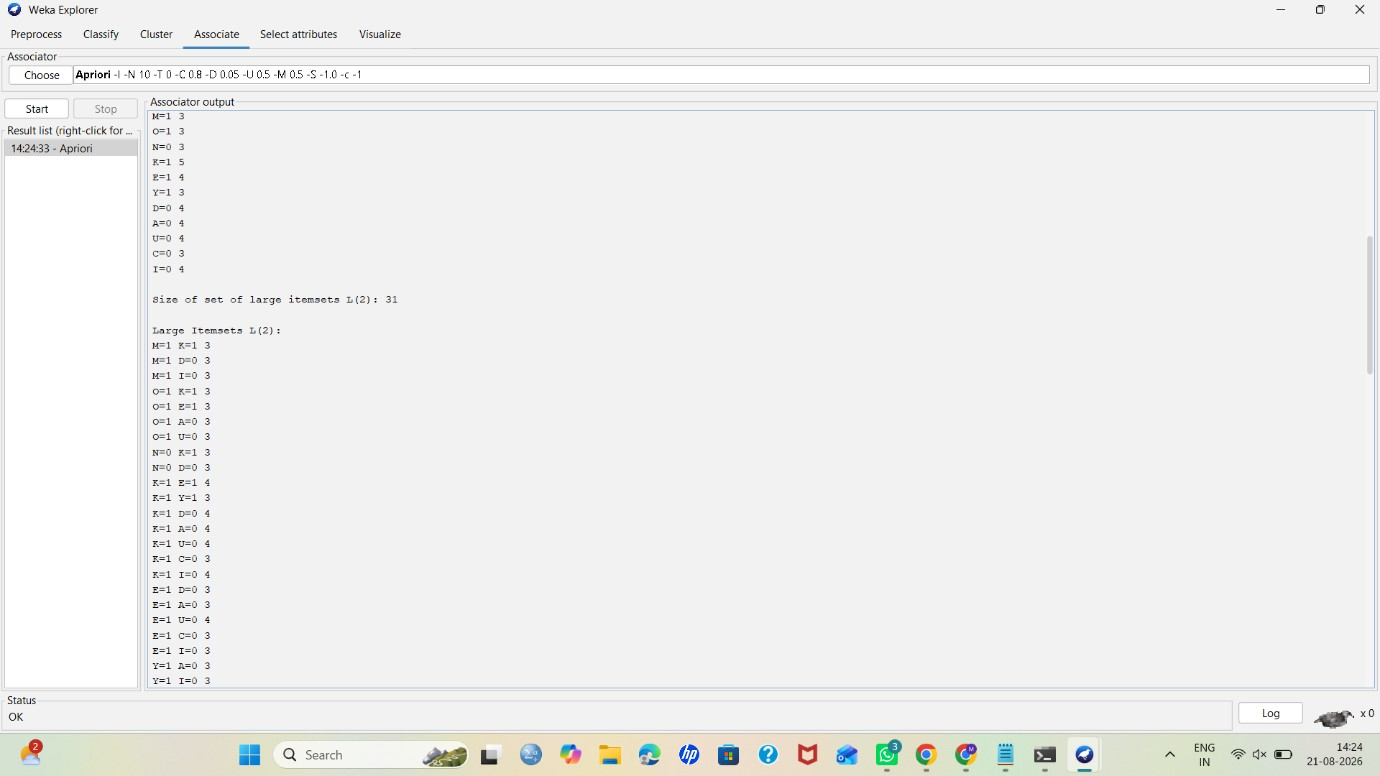 Weka Explorer
Preprocess Classify Cluster Associate Select attributes Visualize
Associator
Choose Apriori -I -N 10 -T 0 -C 0.8 -D 0.05 -U 0.5 -M 0.5 -S -1.0 -c -1
Start Stop
Result list (right-click for ...
14:24:33 - Apriori
Associator output
M=1 3
O=1 3
N=0 3
K=1 5
E=1 4
Y=1 3
D=0 4
A=0 4
U=0 4
C=0 3
I=0 4
Size of set of large itemsets L(2): 31
Large Itemsets L(2):
M=1 K=1 3
M=1 D=0 3
M=1 I=0 3
O=1 K=1 3
O=1 E=1 3
O=1 A=0 3
O=1 U=0 3
N=0 K=1 3
N=0 D=0 3
K=1 E=1 4
K=1 Y=1 3
K=1 D=0 4
K=1 A=0 4
K=1 U=0 4
K=1 C=0 3
K=1 I=0 4
E=1 D=0 3
E=1 A=0 3
E=1 U=0 4
E=1 C=0 3
E=1 I=0 3
Y=1 A=0 3
Y=1 I=0 3
Status
OK
Log
x 0
2
Search
hp
3
M
ENG
IN
14:24
21-08-2026